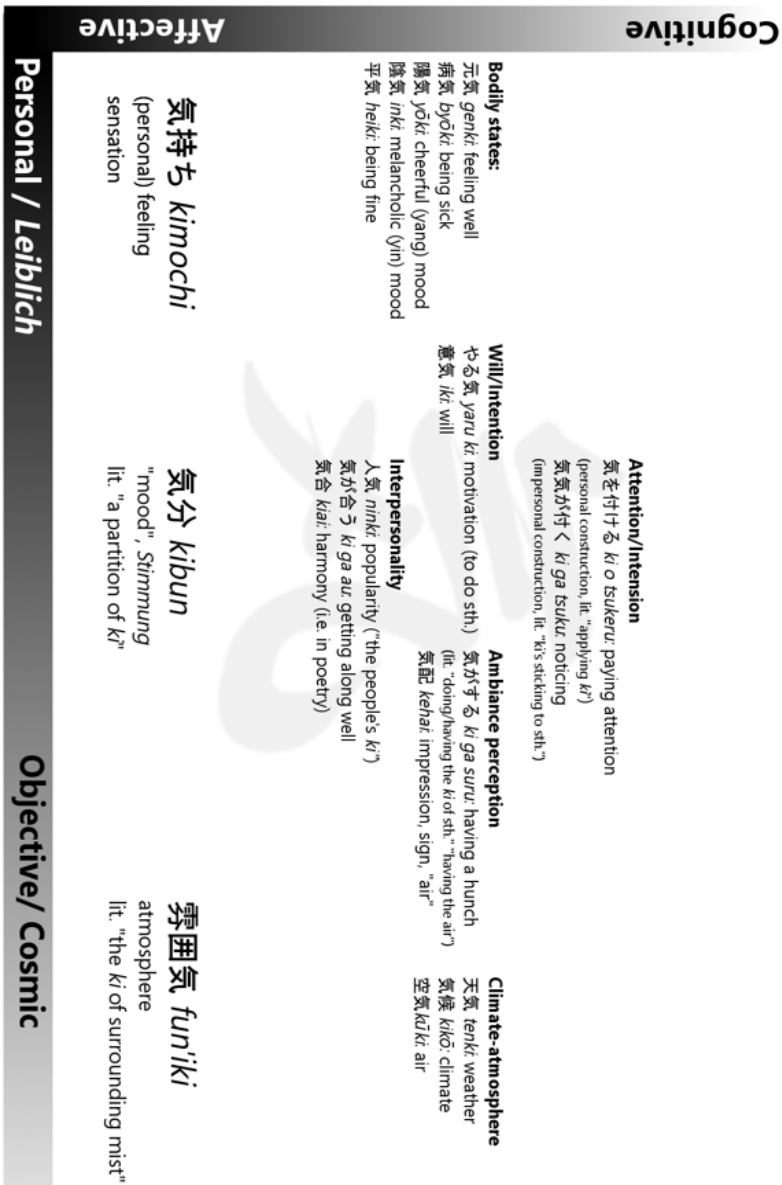 Cognitive
Attention/Intension
気を付ける ki o tsukeru: paying attention
(personal construction, lit. "applying ki")
気気が付く ki ga tsuku: noticing
(impersonal construction, lit. "ki's sticking to sth.")
Bodily states:
元気 genki: feeling well
病気 byōki: being sick
陽気 yōki: cheerful (yang) mood
陰気 inki: melancholic (yin) mood
平気 heiki: being fine
Will/Intention
やる気 yaru ki: motivation (to do sth.)
意気 iki: will
Interpersonality
人気 ninki: popularity ("the people's ki")
気が合う ki ga au: getting along well
気合 kiai: harmony (i.e. in poetry)
Ambiance perception
気がする ki ga suru: having a hunch
(lit. "doing/having the ki of sth." "having the air")
気配 kehai: impression, sign, "air"
Climate-atmosphere
天気 tenki: weather
気候 kikō: climate
空気kūki: air
気持ち kimochi
(personal) feeling
sensation
気分 kibun
"mood", Stimmung
lit. "a partition of ki"
雰囲気 fun'iki
atmosphere
lit. "the ki of surrounding mist"
Affective
Personal / Leiblich
Objective/ Cosmic